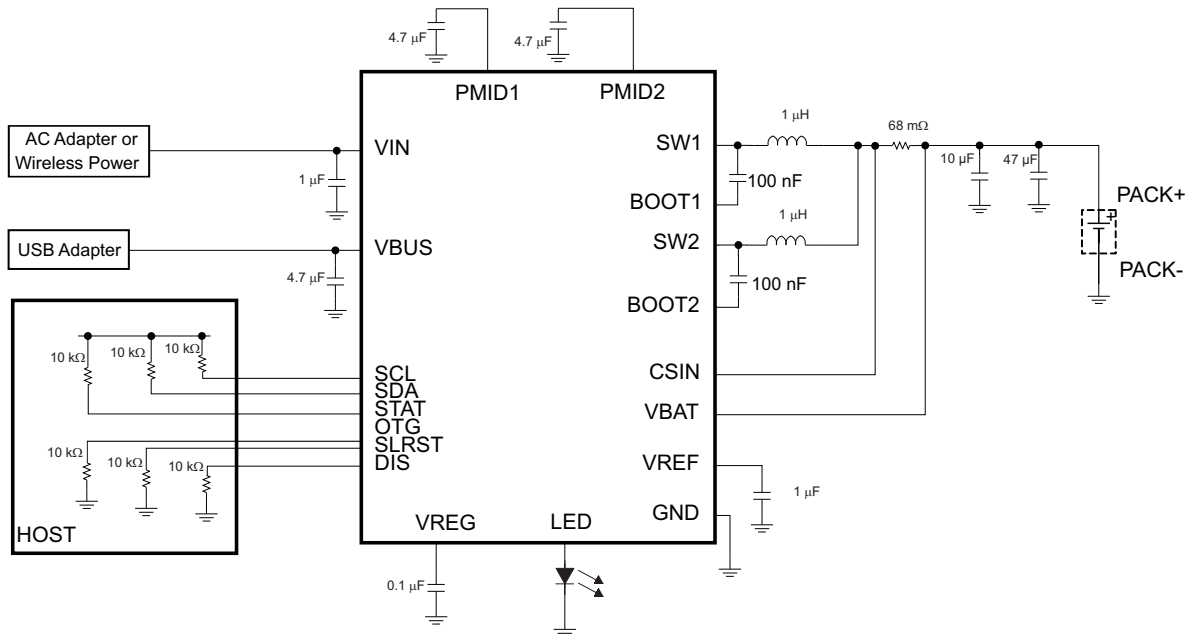 4.7 μF
4.7 μF
PMID1
PMID2
AC Adapter or
Wireless Power
VIN
1 μF
USB Adapter
VBUS
4.7 μF
SW1
1 μH
68 mΩ
100 nF
BOOT1
10 μF
47 μF
+
PACK+
PACK-
SW2
1 μH
100 nF
BOOT2
10 kΩ
10 kΩ
10 kΩ
SCL
SDA
STAT
OTG
SLRST
DIS
10 kΩ
10 kΩ
10 kΩ
HOST
CSIN
VBAT
VREF
1 μF
GND
VREG
LED
0.1 μF